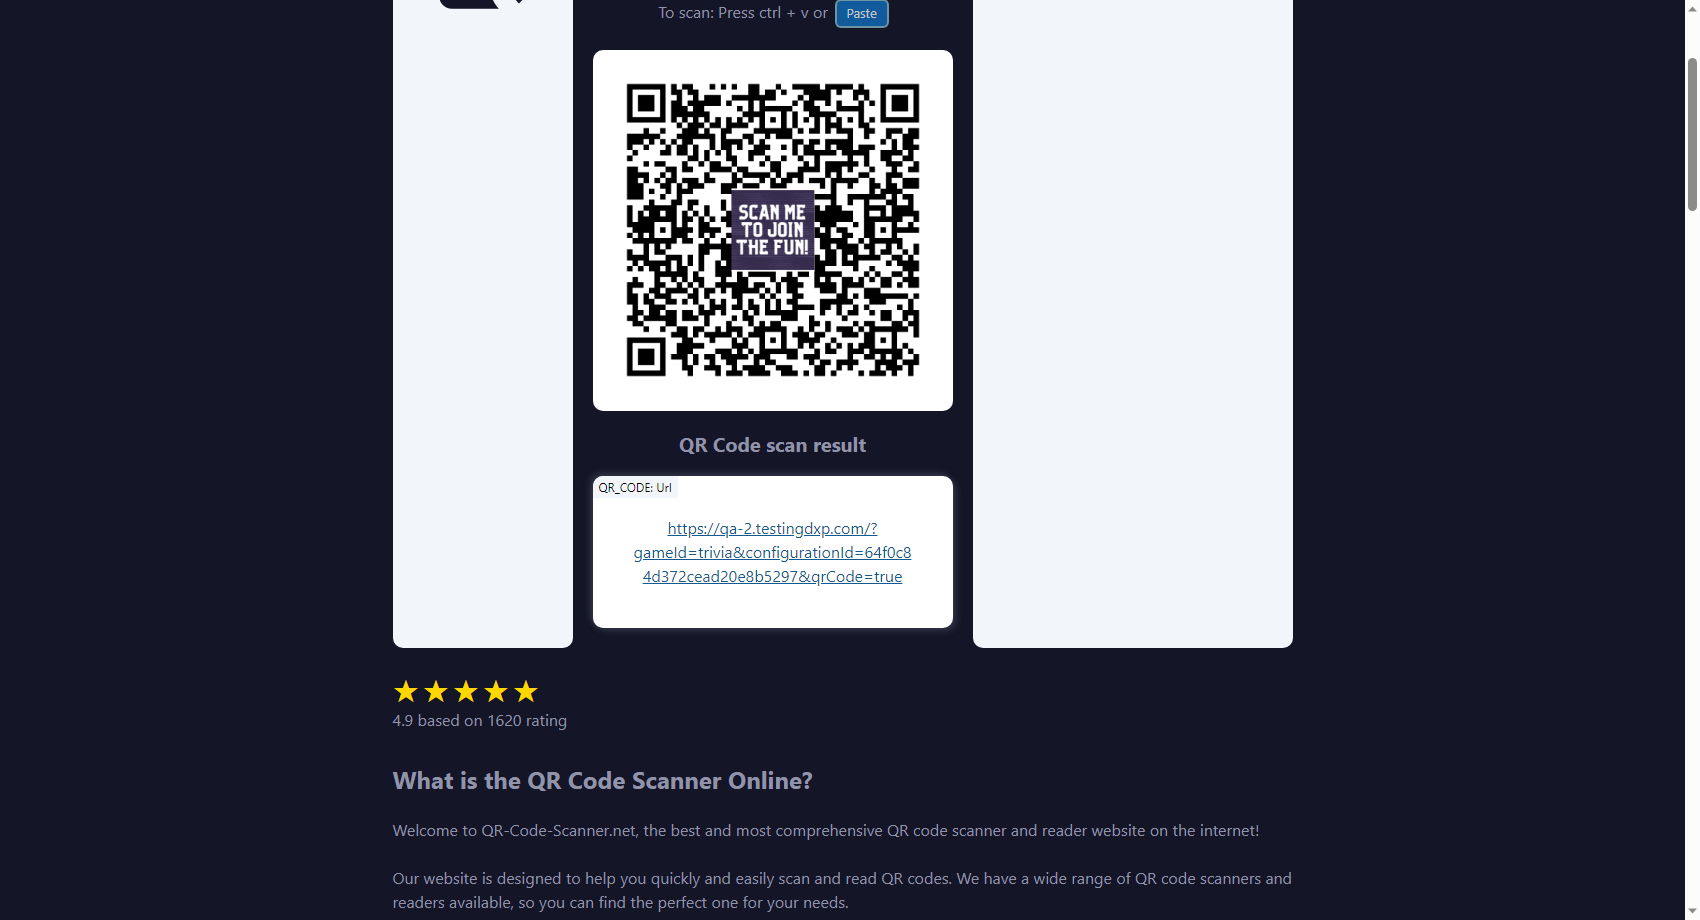 To scan: Press ctrl + v or Paste
SCAN ME
TO JOIN
THE FUN!
QR Code scan result
QR_CODE: Url
https://qa-2.testingdxp.com/?
gameId=trivia&configurationId=64f0c8
4d372cead20e8b5297&qrCode=true
4.9 based on 1620 rating
What is the QR Code Scanner Online?
Welcome to QR-Code-Scanner.net, the best and most comprehensive QR code scanner and reader website on the internet!
Our website is designed to help you quickly and easily scan and read QR codes. We have a wide range of QR code scanners and
readers available, so you can find the perfect one for your needs.